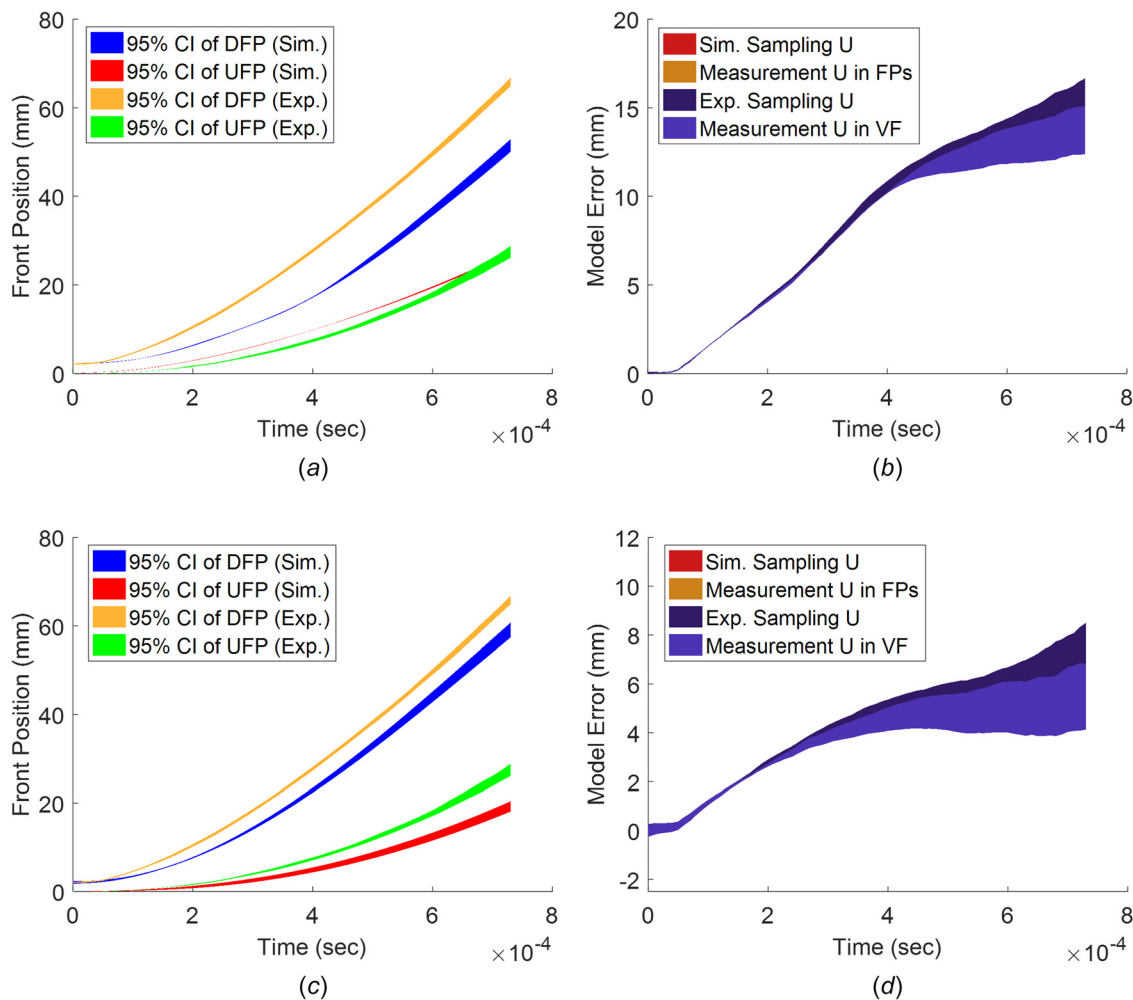 80
60
40
20
0
Front Position (mm)
95% CI of DFP (Sim.)
95% CI of UFP (Sim.)
95% CI of DFP (Exp.)
95% CI of UFP (Exp.)
0 2 4 6 8
Time (sec)
×10⁻⁴
(a)
20
15
10
5
0
Model Error (mm)
Sim. Sampling U
Measurement U in FPs
Exp. Sampling U
Measurement U in VF
0 2 4 6 8
Time (sec)
×10⁻⁴
(b)
80
60
40
20
0
Front Position (mm)
95% CI of DFP (Sim.)
95% CI of UFP (Sim.)
95% CI of DFP (Exp.)
95% CI of UFP (Exp.)
0 2 4 6 8
Time (sec)
×10⁻⁴
(c)
12
10
8
6
4
2
0
-2
Model Error (mm)
Sim. Sampling U
Measurement U in FPs
Exp. Sampling U
Measurement U in VF
0 2 4 6 8
Time (sec)
×10⁻⁴
(d)